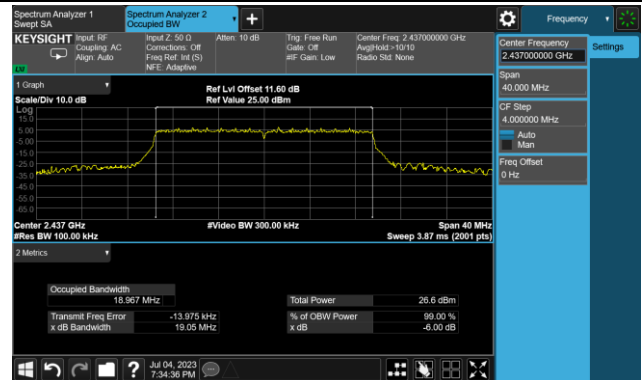 Spectrum Analyzer 1
Swept SA
Spectrum Analyzer 2
Occupied BW
+
Frequency
KEYSIGHT
Input: RF
Coupling: AC
Align: Auto
Input Z: 50 Ω
Corrections: Off
Freq Ref: Int (S)
NFE: Adaptive
Atten: 10 dB
Trig: Free Run
Gate: Off
#IF Gain: Low
Center Freq: 2.437000000 GHz
Avg|Hold:>10/10
Radio Std: None
Center Frequency
2.437000000 GHz
Settings
Span
40.000 MHz
CF Step
4.000000 MHz
Auto
Man
Freq Offset
0 Hz
1 Graph
Scale/Div 10.0 dB
Ref Lvl Offset 11.60 dB
Ref Value 25.00 dBm
Log
15.0
5.00
-5.00
-15.0
-25.0
-35.0
-45.0
-55.0
-65.0
Center 2.437 GHz
#Res BW 100.00 kHz
#Video BW 300.00 kHz
Span 40 MHz
Sweep 3.87 ms (2001 pts)
2 Metrics
Occupied Bandwidth
18.967 MHz
Total Power 26.6 dBm
Transmit Freq Error -13.975 kHz
% of OBW Power 99.00 %
x dB Bandwidth 19.05 MHz
x dB -6.00 dB
?
Jul 04, 2023
7:34:36 PM